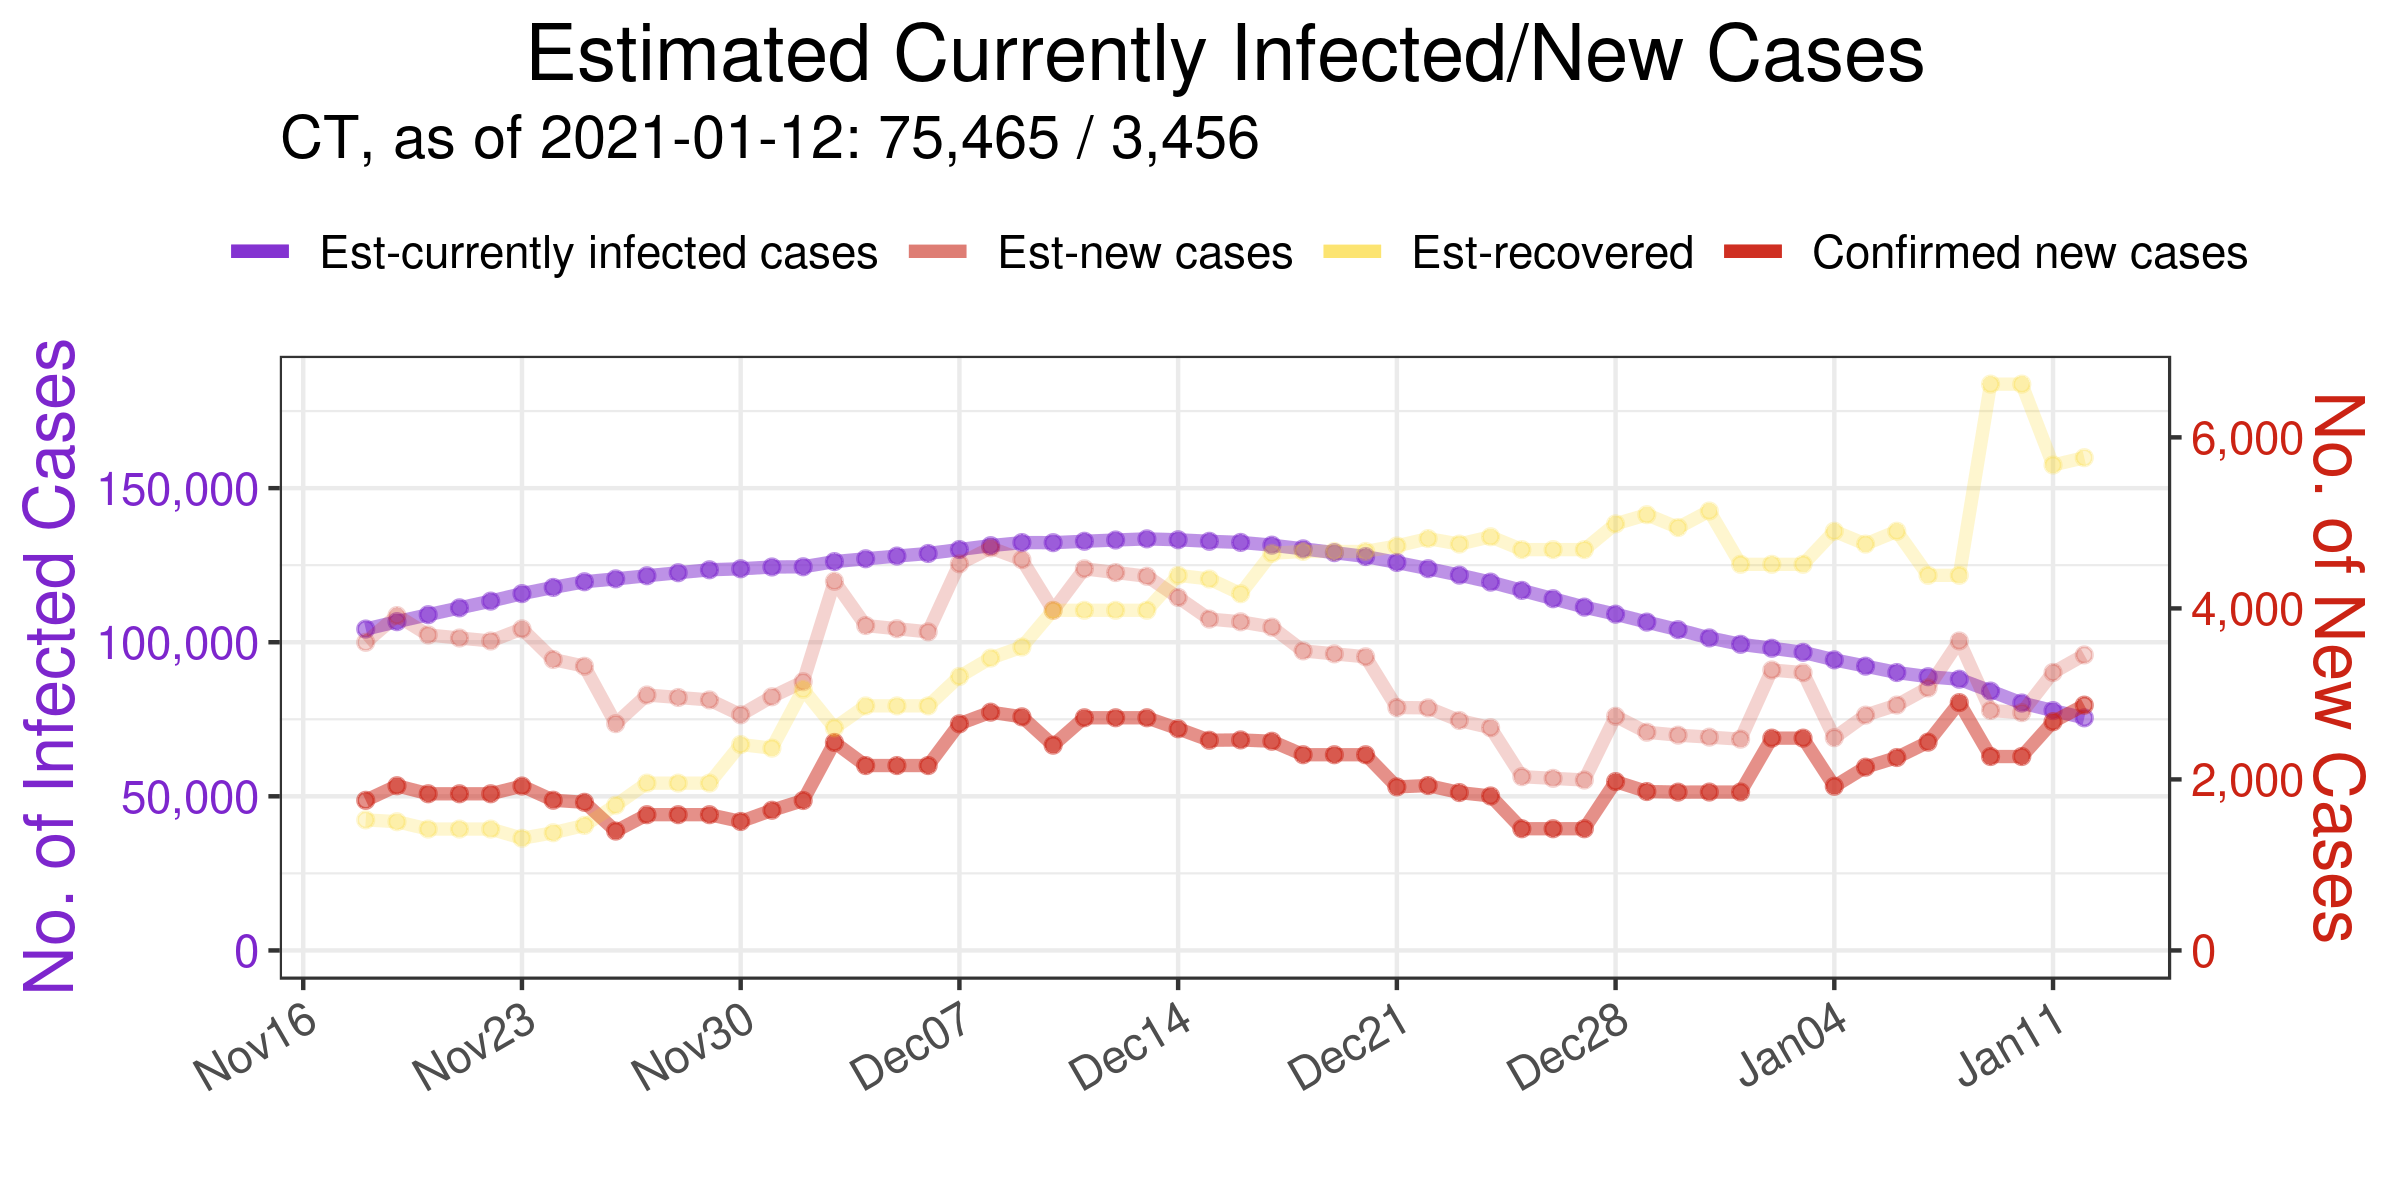 Estimated Currently Infected/New Cases
CT, as of 2021-01-12: 75,465 / 3,456
Est-currently infected cases Est-new cases Est-recovered Confirmed new cases
No. of Infected Cases
150,000
100,000
50,000
0
6,000
4,000
2,000
0
No. of New Cases
Nov16 Nov23 Nov30 Dec07 Dec14 Dec21 Dec28 Jan04 Jan11